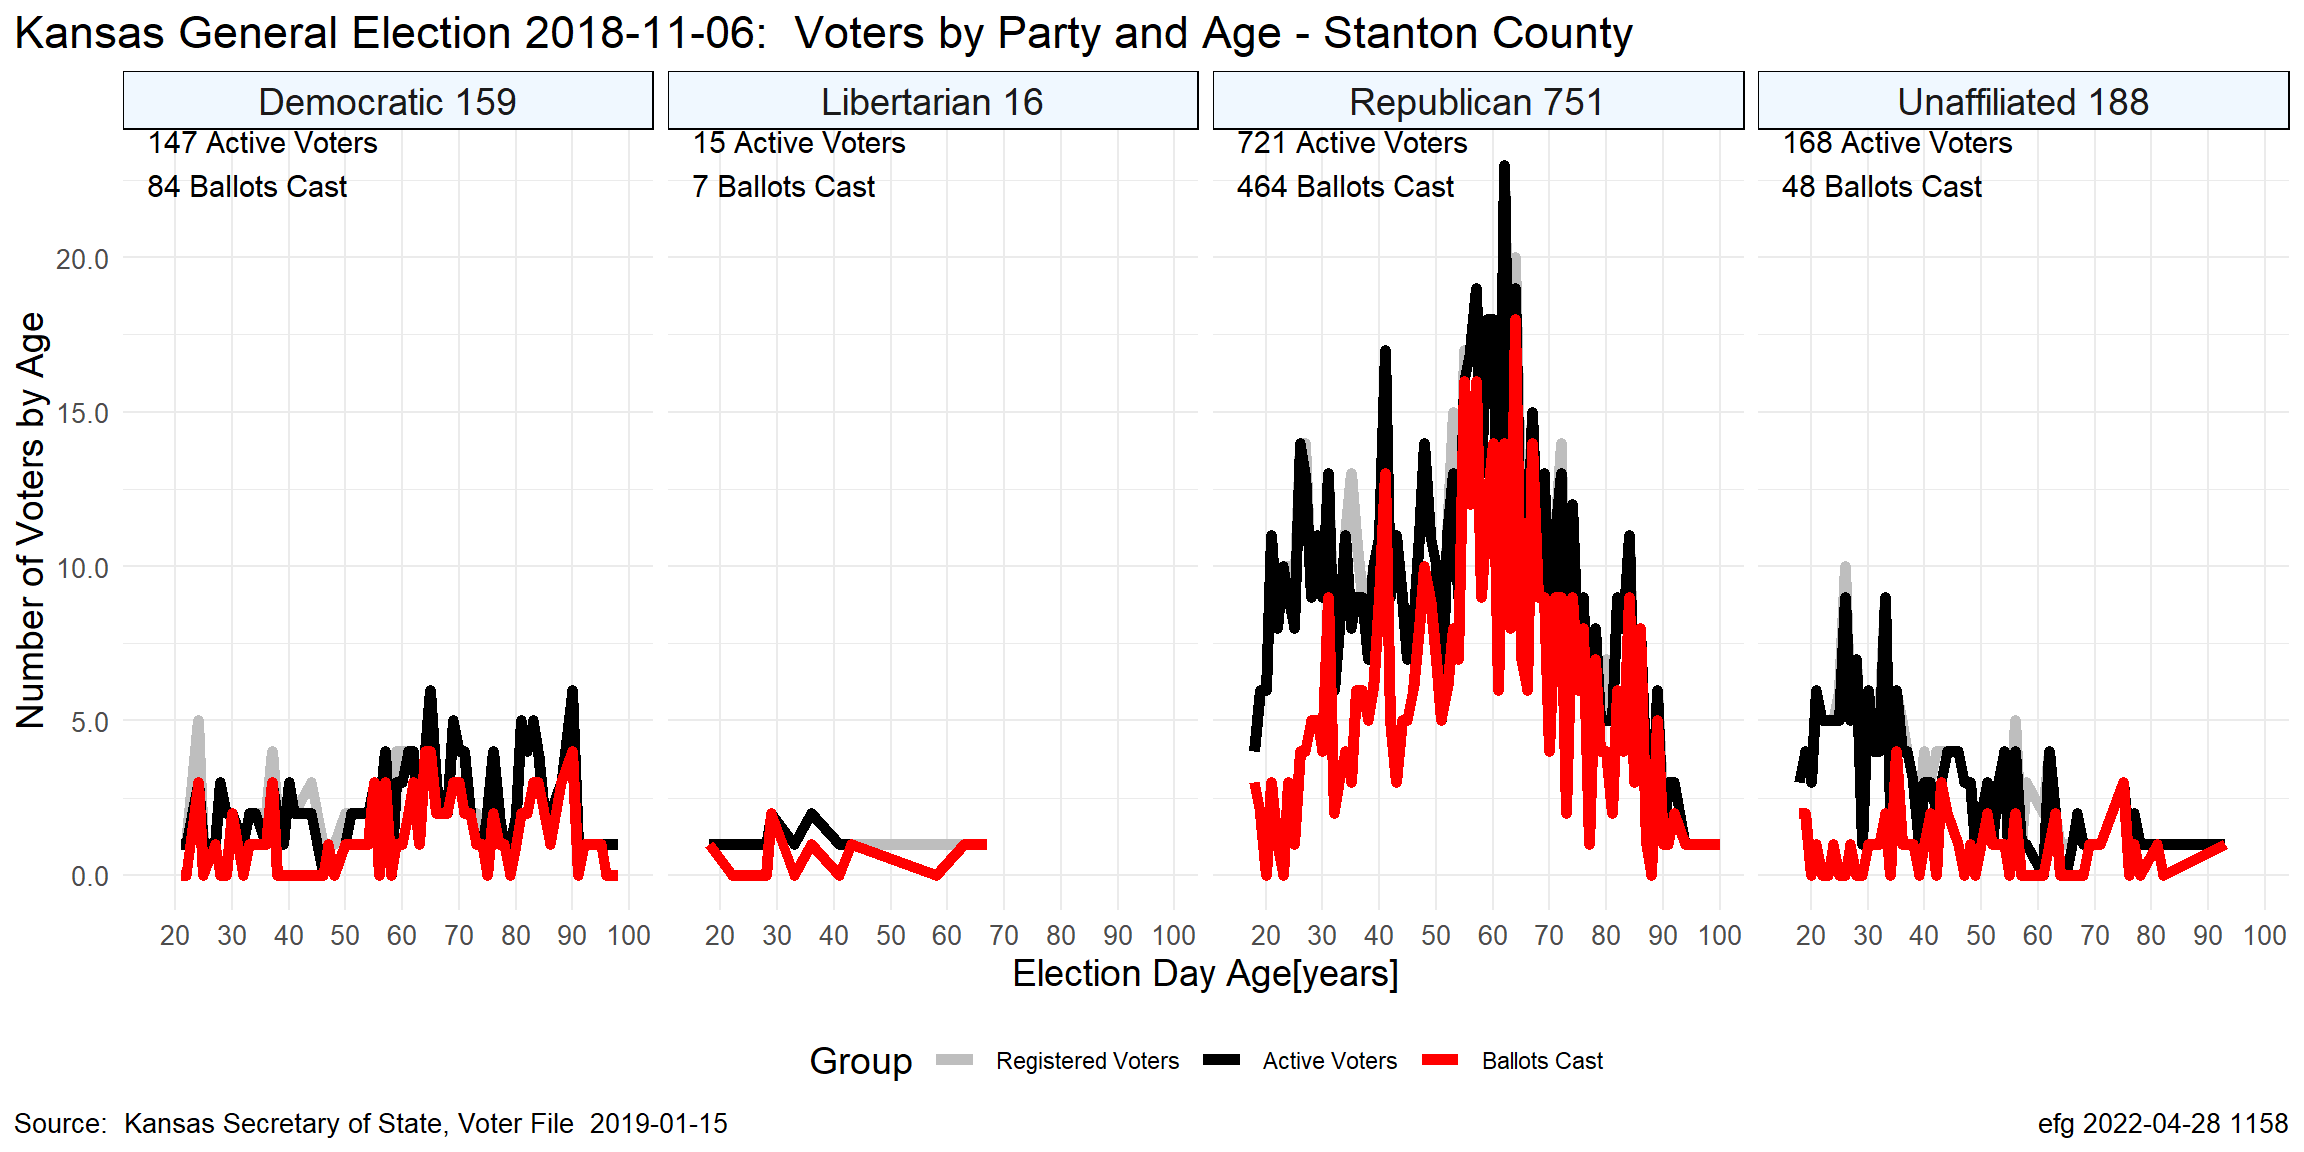 Kansas General Election 2018-11-06:  Voters by Party and Age - Stanton County
Democratic 159
Libertarian 16
Republican 751
Unaffiliated 188
147 Active Voters
84 Ballots Cast
15 Active Voters
7 Ballots Cast
721 Active Voters
464 Ballots Cast
168 Active Voters
48 Ballots Cast
Number of Voters by Age
20.0
15.0
10.0
5.0
0.0
20 30 40 50 60 70 80 90 100
20 30 40 50 60 70 80 90 100
20 30 40 50 60 70 80 90 100
20 30 40 50 60 70 80 90 100
Election Day Age[years]
Group Registered Voters Active Voters Ballots Cast
Source:  Kansas Secretary of State, Voter File  2019-01-15
efg 2022-04-28 1158